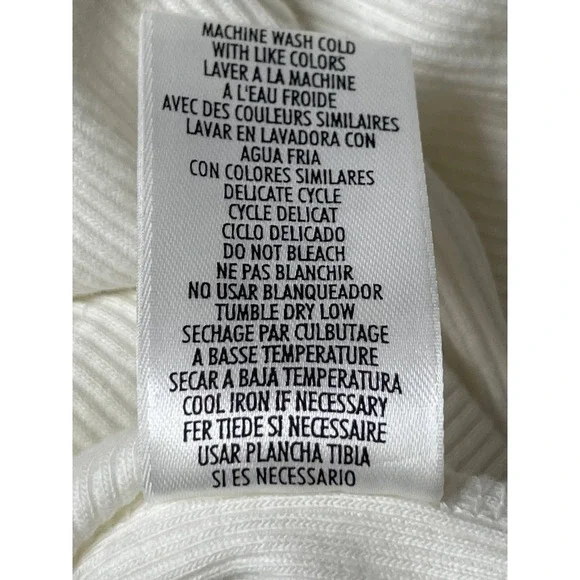 MACHINE WASH COLD
WITH LIKE COLORS
LAVER A LA MACHINE
A L'EAU FROIDE
AVEC DES COULEURS SIMILAIRES
LAVAR EN LAVADORA CON
AGUA FRIA
CON COLORES SIMILARES
DELICATE CYCLE
CYCLE DELICAT
CICLO DELICADO
DO NOT BLEACH
NE PAS BLANCHIR
NO USAR BLANQUEADOR
TUMBLE DRY LOW
SECHAGE PAR CULBUTAGE
A BASSE TEMPERATURE
SECAR A BAJA TEMPERATURA
COOL IRON IF NECESSARY
FER TIEDE SI NECESSAIRE
USAR PLANCHA TIBIA
SI ES NECESSARIO